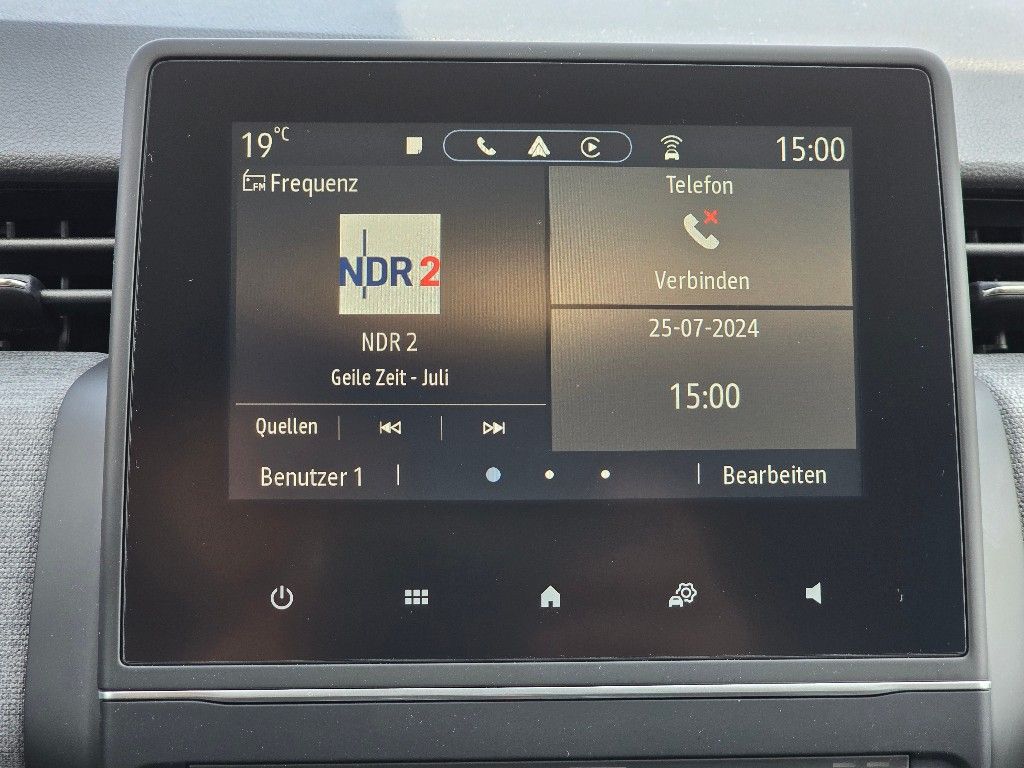 19°C
15:00
FM Frequenz
NDR 2
NDR 2
Geile Zeit - Juli
Quellen
Telefon
Verbinden
25-07-2024
15:00
Benutzer 1
Bearbeiten